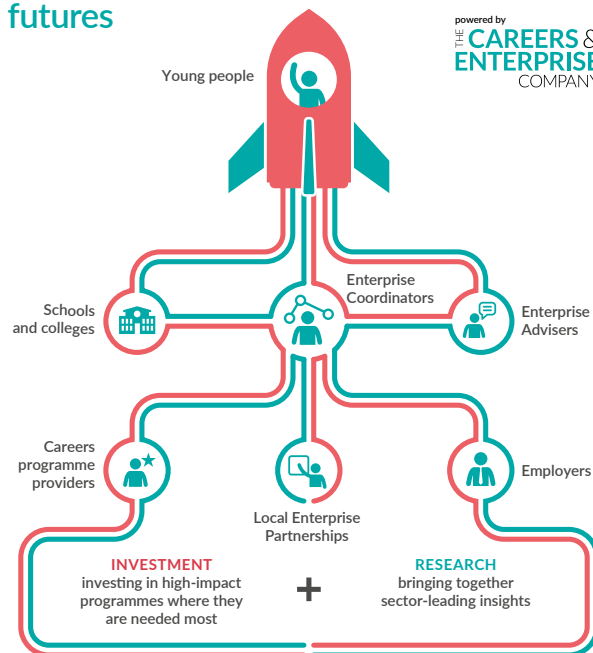 futures
powered by
THE CAREERS &
ENTERPRISE
COMPANY
Young people
Enterprise
Coordinators
Schools
and colleges
Enterprise
Advisers
Careers
programme
providers
Local Enterprise
Partnerships
Employers
INVESTMENT
investing in high-impact
programmes where they
are needed most
+
RESEARCH
bringing together
sector-leading insights